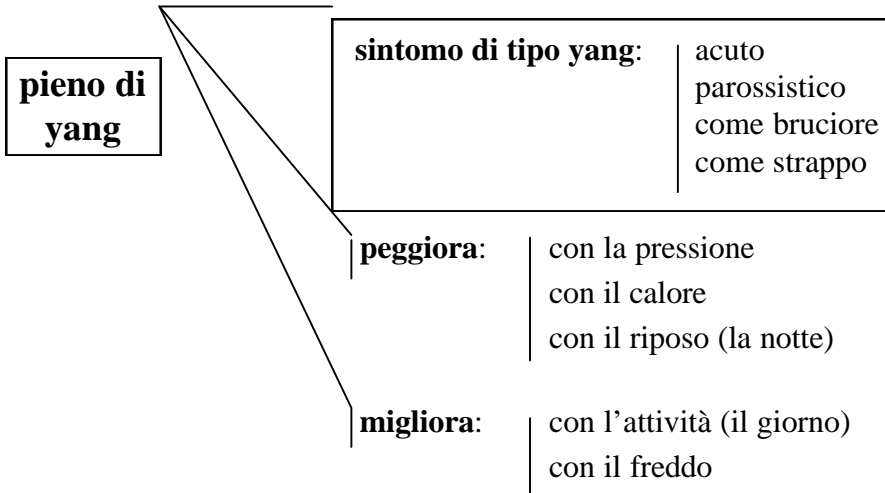 pieno di
yang
sintomo di tipo yang: acuto
parossistico
come bruciore
come strappo
peggiora: con la pressione
con il calore
con il riposo (la notte)
migliora: con l'attività (il giorno)
con il freddo